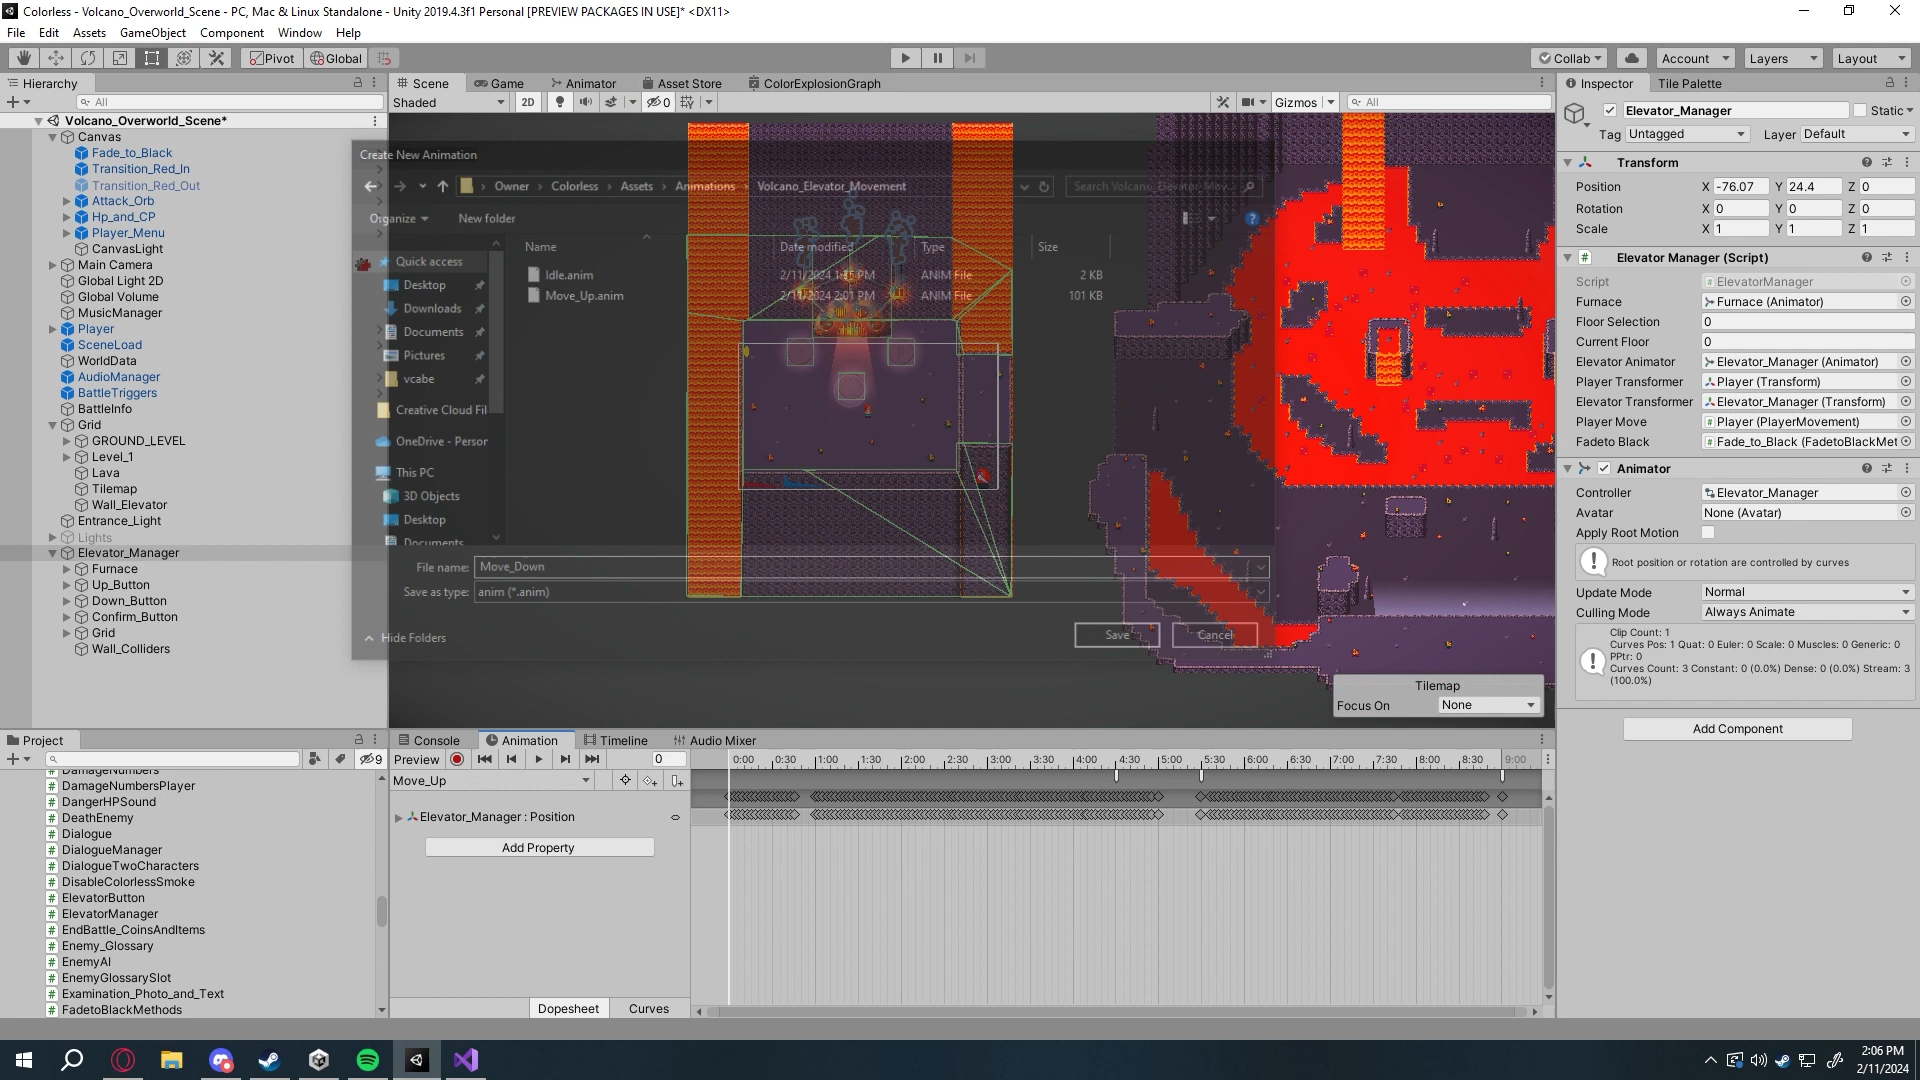 Colorless - Volcano_Overworld_Scene - PC, Mac & Linux Standalone - Unity 2019.4.3f1 Personal [PREVIEW PACKAGES IN USE]* <DX11>
File Edit Assets GameObject Component Window Help
Pivot Global Collab Account Layers Layout
Hierarchy
All
Volcano_Overworld_Scene*
Canvas
Fade_to_Black
Transition_Red_In
Transition_Red_Out
Attack_Orb
Hp_and_CP
Player_Menu
CanvasLight
Main Camera
Global Light 2D
Global Volume
MusicManager
Player
SceneLoad
WorldData
AudioManager
BattleTriggers
BattleInfo
Grid
GROUND_LEVEL
Level_1
Lava
Tilemap
Wall_Elevator
Entrance_Light
Lights
Elevator_Manager
Furnace
Up_Button
Down_Button
Confirm_Button
Grid
Wall_Colliders
Scene Game Animator Asset Store ColorExplosionGraph
Shaded 2D 0 Gizmos All
Create New Animation
Owner > Colorless > Assets > Animations > Volcano_Elevator_Movement
Organize New folder
Quick access
Desktop
Downloads
Documents
Pictures
vcabe
Creative Cloud Fil
OneDrive - Person
This PC
3D Objects
Desktop
Documents
Name Date modified Type Size
Idle.anim 2/11/2024 1:15 PM ANIM File 2 KB
Move_Up.anim 2/11/2024 2:01 PM ANIM File 101 KB
File name: Move_Down
Save as type: anim (*.anim)
Hide Folders Save Cancel
Tilemap
Focus On None
Inspector Tile Palette
Elevator_Manager Static
Tag Untagged Layer Default
Transform
Position X -76.07 Y 24.4 Z 0
Rotation X 0 Y 0 Z 0
Scale X 1 Y 1 Z 1
Elevator Manager (Script)
Script ElevatorManager
Furnace Furnace (Animator)
Floor Selection 0
Current Floor 0
Elevator Animator Elevator_Manager (Animator)
Player Transformer Player (Transform)
Elevator Transformer Elevator_Manager (Transform)
Player Move Player (PlayerMovement)
Fadeto Black Fade_to_Black (FadetoBlackMet
Animator
Controller Elevator_Manager
Avatar None (Avatar)
Apply Root Motion
Root position or rotation are controlled by curves
Update Mode Normal
Culling Mode Always Animate
Clip Count: 1
Curves Pos: 1 Quat: 0 Euler: 0 Scale: 0 Muscles: 0 Generic: 0
PPtr: 0
Curves Count: 3 Constant: 0 (0.0%) Dense: 0 (0.0%) Stream: 3
(100.0%)
Add Component
Project
9
DamageNumbers
DamageNumbersPlayer
DangerHPSound
DeathEnemy
Dialogue
DialogueManager
DialogueTwoCharacters
DisableColorlessSmoke
ElevatorButton
ElevatorManager
EndBattle_CoinsAndItems
Enemy_Glossary
EnemyAI
EnemyGlossarySlot
Examination_Photo_and_Text
FadetoBlackMethods
Console Animation Timeline Audio Mixer
Preview 0
0:00 0:30 1:00 1:30 2:00 2:30 3:00 3:30 4:00 4:30 5:00 5:30 6:00 6:30 7:00 7:30 8:00 8:30 9:00
Move_Up
Elevator_Manager : Position
Add Property
Dopesheet Curves
2:06 PM
2/11/2024